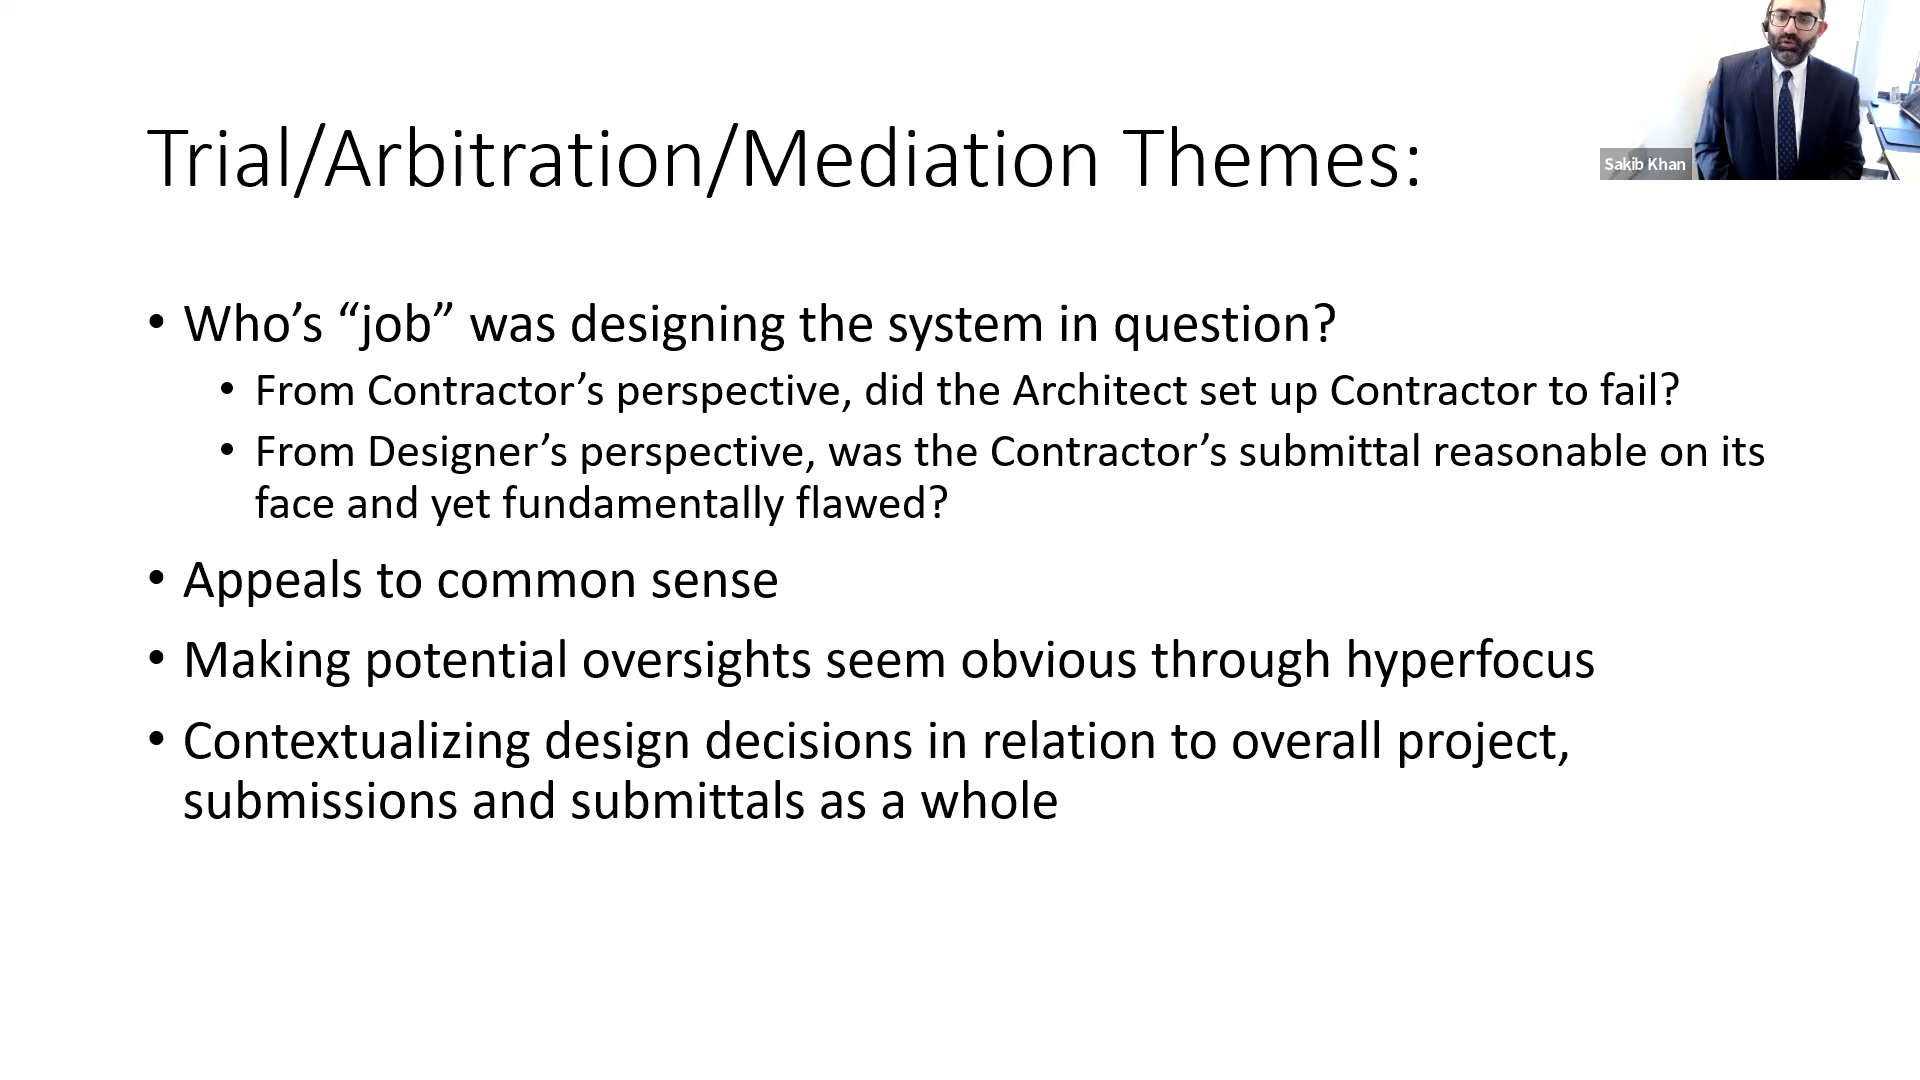 Trial/Arbitration/Mediation Themes:
Sakib Khan
• Who’s “job” was designing the system in question?
• From Contractor’s perspective, did the Architect set up Contractor to fail?
• From Designer’s perspective, was the Contractor’s submittal reasonable on its
face and yet fundamentally flawed?
• Appeals to common sense
• Making potential oversights seem obvious through hyperfocus
• Contextualizing design decisions in relation to overall project,
submissions and submittals as a whole